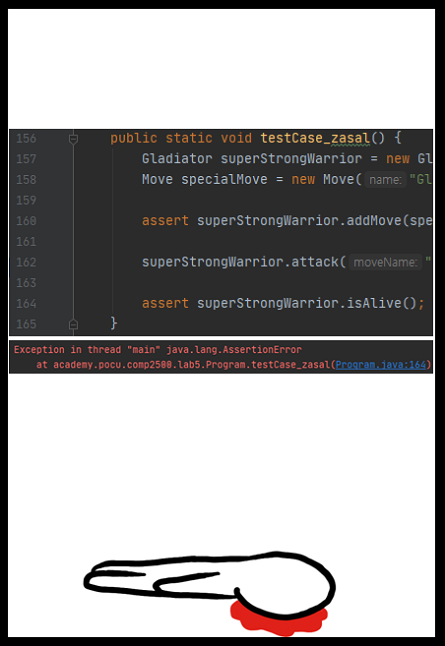 156 public static void testCase_zasal() {
157 Gladiator superStrongWarrior = new Gl
158 Move specialMove = new Move( name: "Gl
159
160 assert superStrongWarrior.addMove(spe
161
162 superStrongWarrior.attack( moveName: "
163
164 assert superStrongWarrior.isAlive();
165 }
Exception in thread "main" java.lang.AssertionError
at academy.pocu.comp2500.lab5.Program.testCase_zasal(Program.java:164)